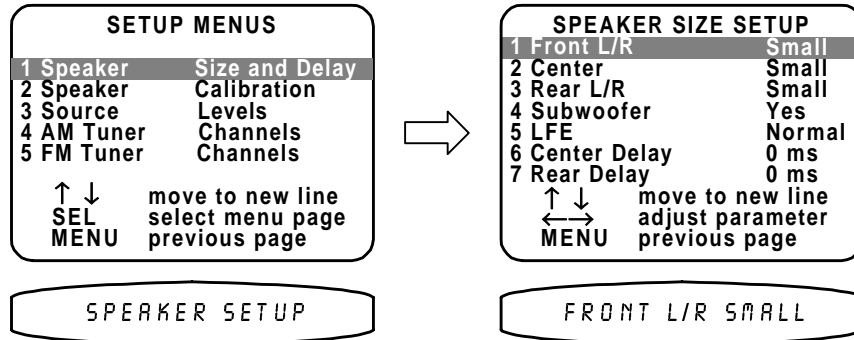 SETUP MENUS
1 Speaker Size and Delay
2 Speaker Calibration
3 Source Levels
4 AM Tuner Channels
5 FM Tuner Channels
↑ ↓ move to new line
SEL select menu page
MENU previous page
SPEAKER SETUP
SPEAKER SIZE SETUP
1 Front L/R Small
2 Center Small
3 Rear L/R Small
4 Subwoofer Yes
5 LFE Normal
6 Center Delay 0 ms
7 Rear Delay 0 ms
↑ ↓ move to new line
←→ adjust parameter
MENU previous page
FRONT L/R SMALL